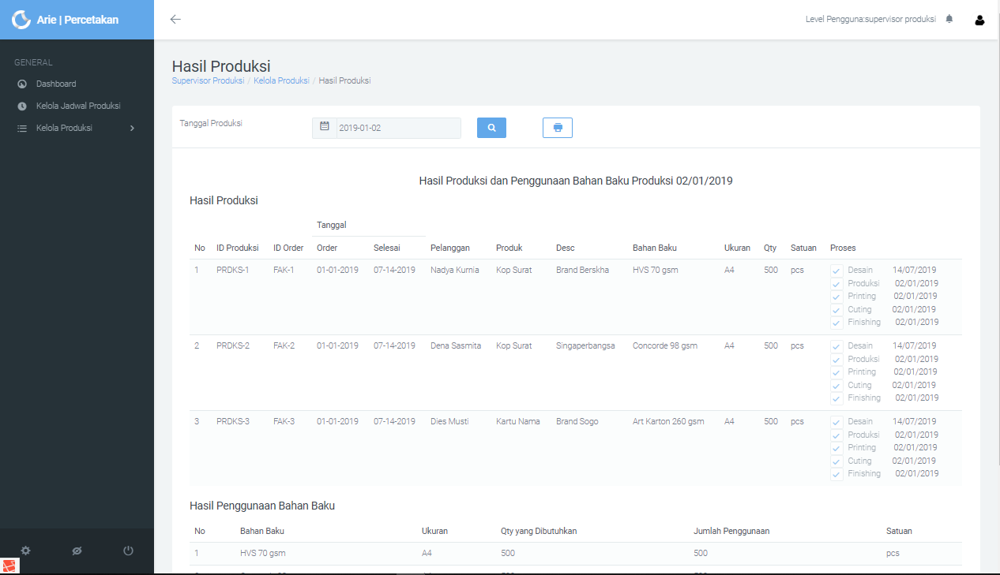 Arie | Percetakan
Level Pengguna:supervisor produksi
GENERAL
Dashboard
Kelola Jadwal Produksi
Kelola Produksi
Hasil Produksi
Supervisor Produksi / Kelola Produksi / Hasil Produksi
Tanggal Produksi 2019-01-02
Hasil Produksi dan Penggunaan Bahan Baku Produksi 02/01/2019
Hasil Produksi
Tanggal
No ID Produksi ID Order Order Selesai Pelanggan Produk Desc Bahan Baku Ukuran Qty Satuan Proses
1 PRDKS-1 FAK-1 01-01-2019 07-14-2019 Nadya Kurnia Kop Surat Brand Berskha HVS 70 gsm A4 500 pcs Desain 14/07/2019
Produksi 02/01/2019
Printing 02/01/2019
Cuting 02/01/2019
Finishing 02/01/2019
2 PRDKS-2 FAK-2 01-01-2019 07-14-2019 Dena Sasmita Kop Surat Singaperbangsa Concorde 98 gsm A4 500 pcs Desain 14/07/2019
Produksi 02/01/2019
Printing 02/01/2019
Cuting 02/01/2019
Finishing 02/01/2019
3 PRDKS-3 FAK-3 01-01-2019 07-14-2019 Dies Musti Kartu Nama Brand Sogo Art Karton 260 gsm A4 500 pcs Desain 14/07/2019
Produksi 02/01/2019
Printing 02/01/2019
Cuting 02/01/2019
Finishing 02/01/2019
Hasil Penggunaan Bahan Baku
No Bahan Baku Ukuran Qty yang Dibutuhkan Jumlah Penggunaan Satuan
1 HVS 70 gsm A4 500 500 pcs